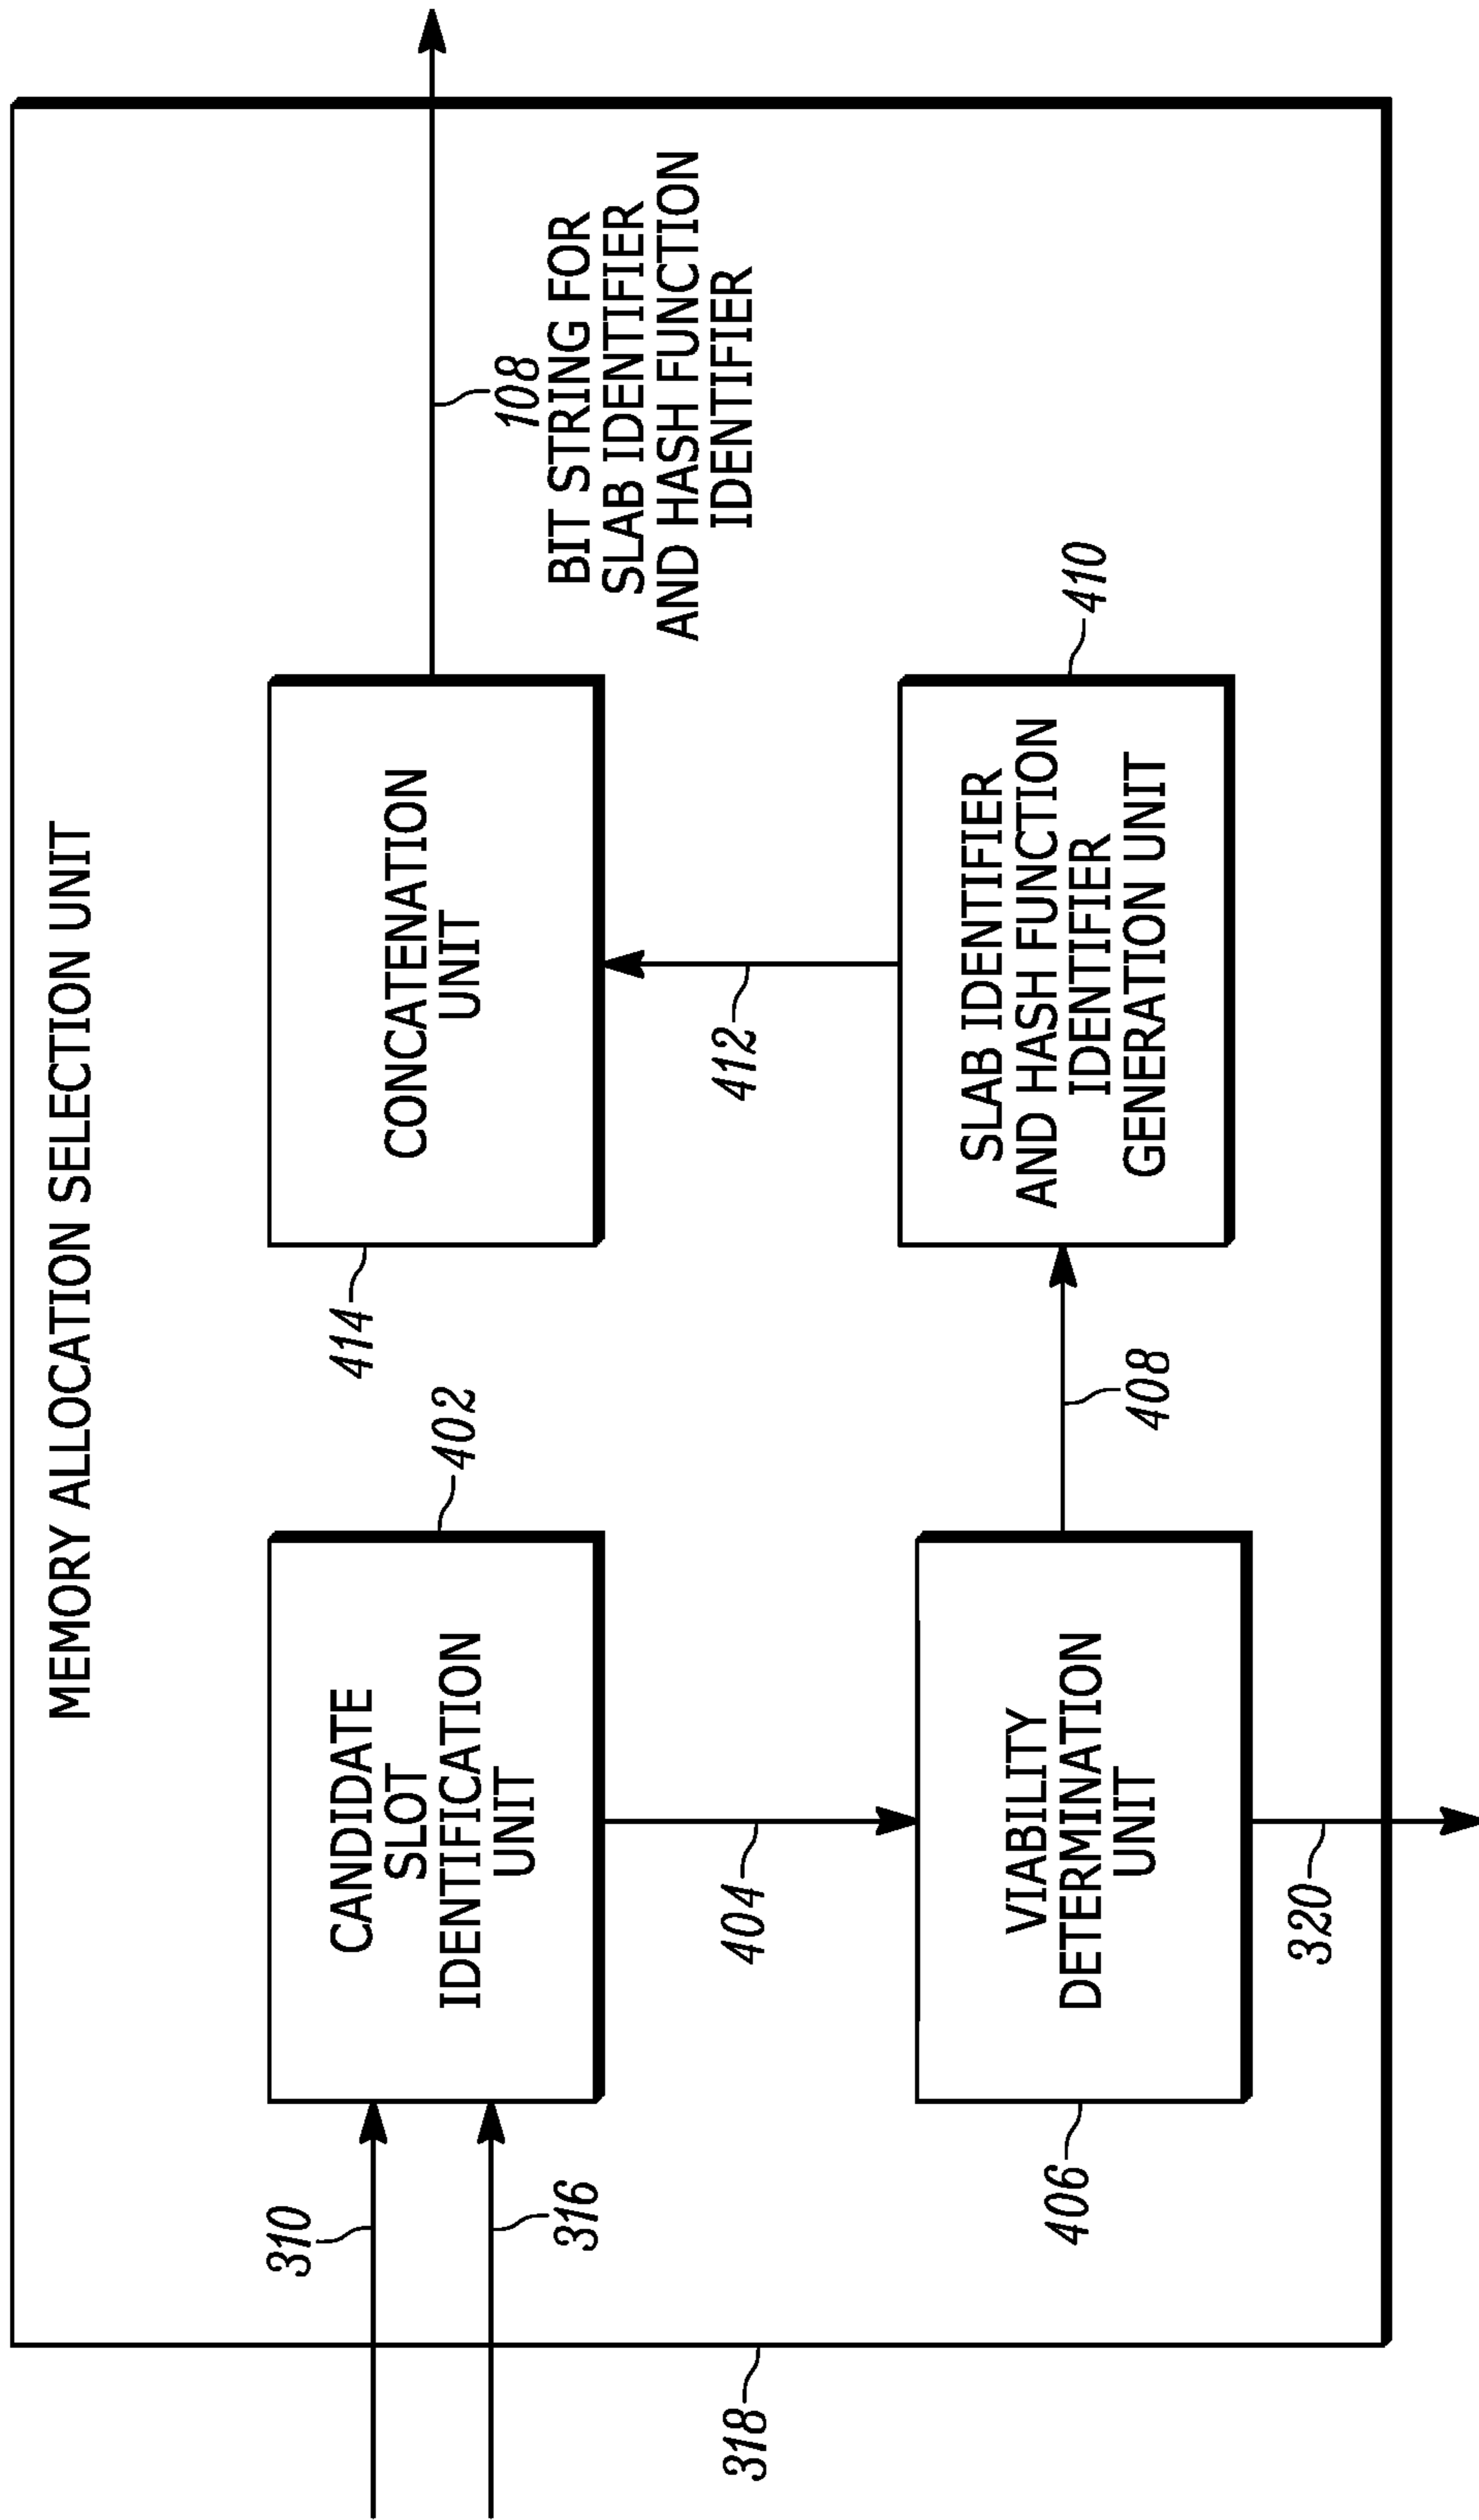 MEMORY ALLOCATION SELECTION UNIT
310
316
318
CANDIDATE
SLOT
IDENTIFICATION
UNIT
402
404
VIABILITY
DETERMINATION
UNIT
406
320
408
SLAB IDENTIFIER
AND HASH FUNCTION
IDENTIFIER
GENERATION UNIT
410
412
CONCATENATION
UNIT
414
108
BIT STRING FOR
SLAB IDENTIFIER
AND HASH FUNCTION
IDENTIFIER